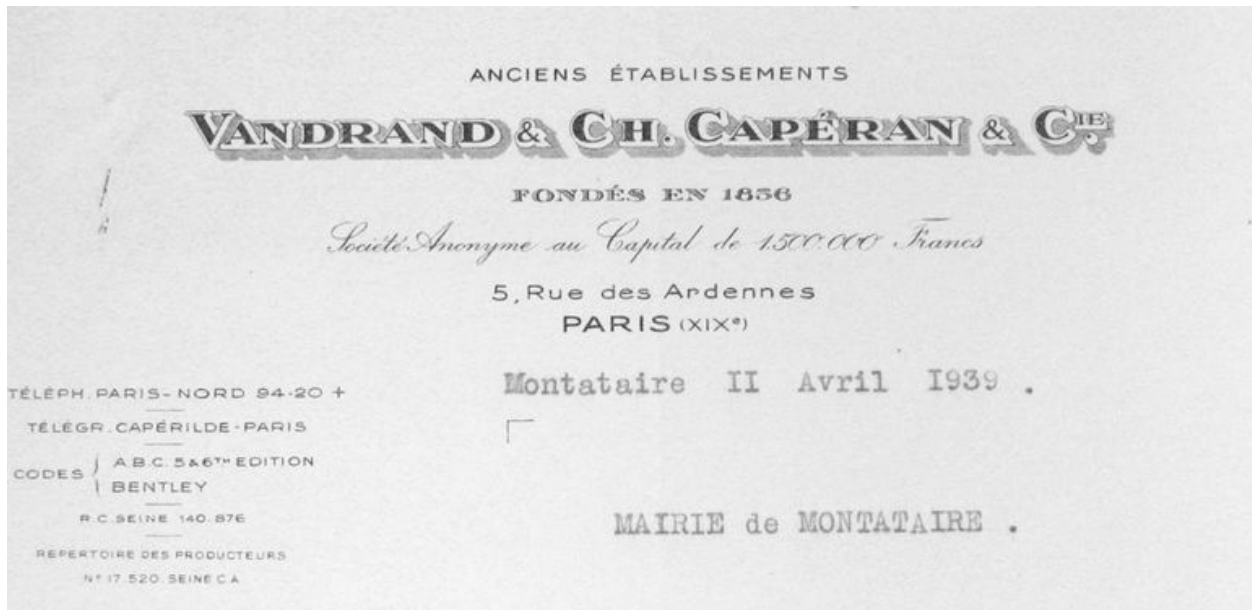 ANCIENS ÉTABLISSEMENTS
VANDRAND & CH. CAPÉRAN & CIE.
FONDÉS EN 1856
Société Anonyme au Capital de 1.500.000 Francs
5, Rue des Ardennes
PARIS (XIXe)
Montataire II Avril I939 .
TÉLÉPH. PARIS-NORD 94-20 +
TÉLÉGR. CAPÉRILDE-PARIS
CODES { A.B.C. 5 & 6TH EDITION
BENTLEY
R.C. SEINE 140.876
MAIRIE de MONTATAIRE .
RÉPERTOIRE DES PRODUCTEURS
N° 17.520. SEINE C.A